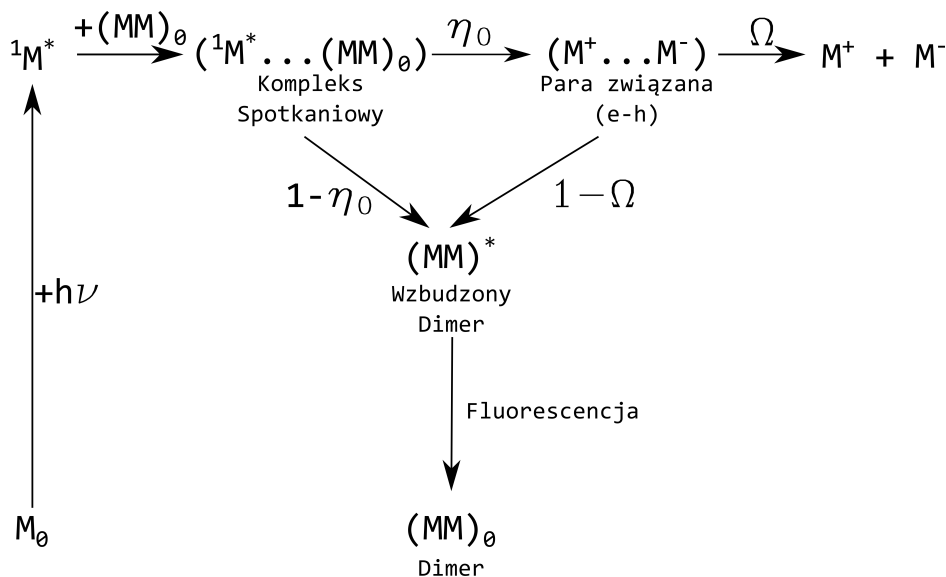 ¹M* +(MM)₀ (¹M*...(MM)₀) η₀ (M⁺...M⁻) Ω M⁺ + M⁻
Kompleks
Spotkaniowy
Para związana
(e-h)
1-η₀
1-Ω
(MM)*
Wzbudzony
Dimer
+hν
Fluorescencja
M₀
(MM)₀
Dimer